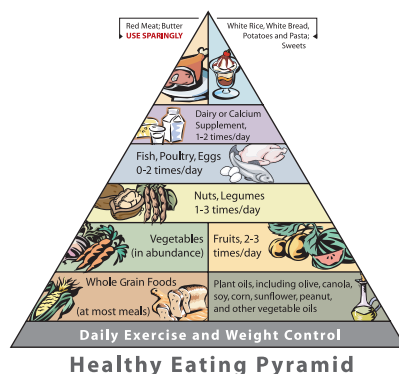 Red Meat; Butter
USE SPARINGLY
White Rice, White Bread,
Potatoes and Pasta;
Sweets
Dairy or Calcium
Supplement,
1-2 times/day
Fish, Poultry, Eggs
0-2 times/day
Nuts, Legumes
1-3 times/day
Vegetables
(in abundance)
Fruits, 2-3
times/day
Whole Grain Foods
(at most meals)
Plant oils, including olive, canola,
soy, corn, sunflower, peanut,
and other vegetable oils
Daily Exercise and Weight Control
Healthy Eating Pyramid